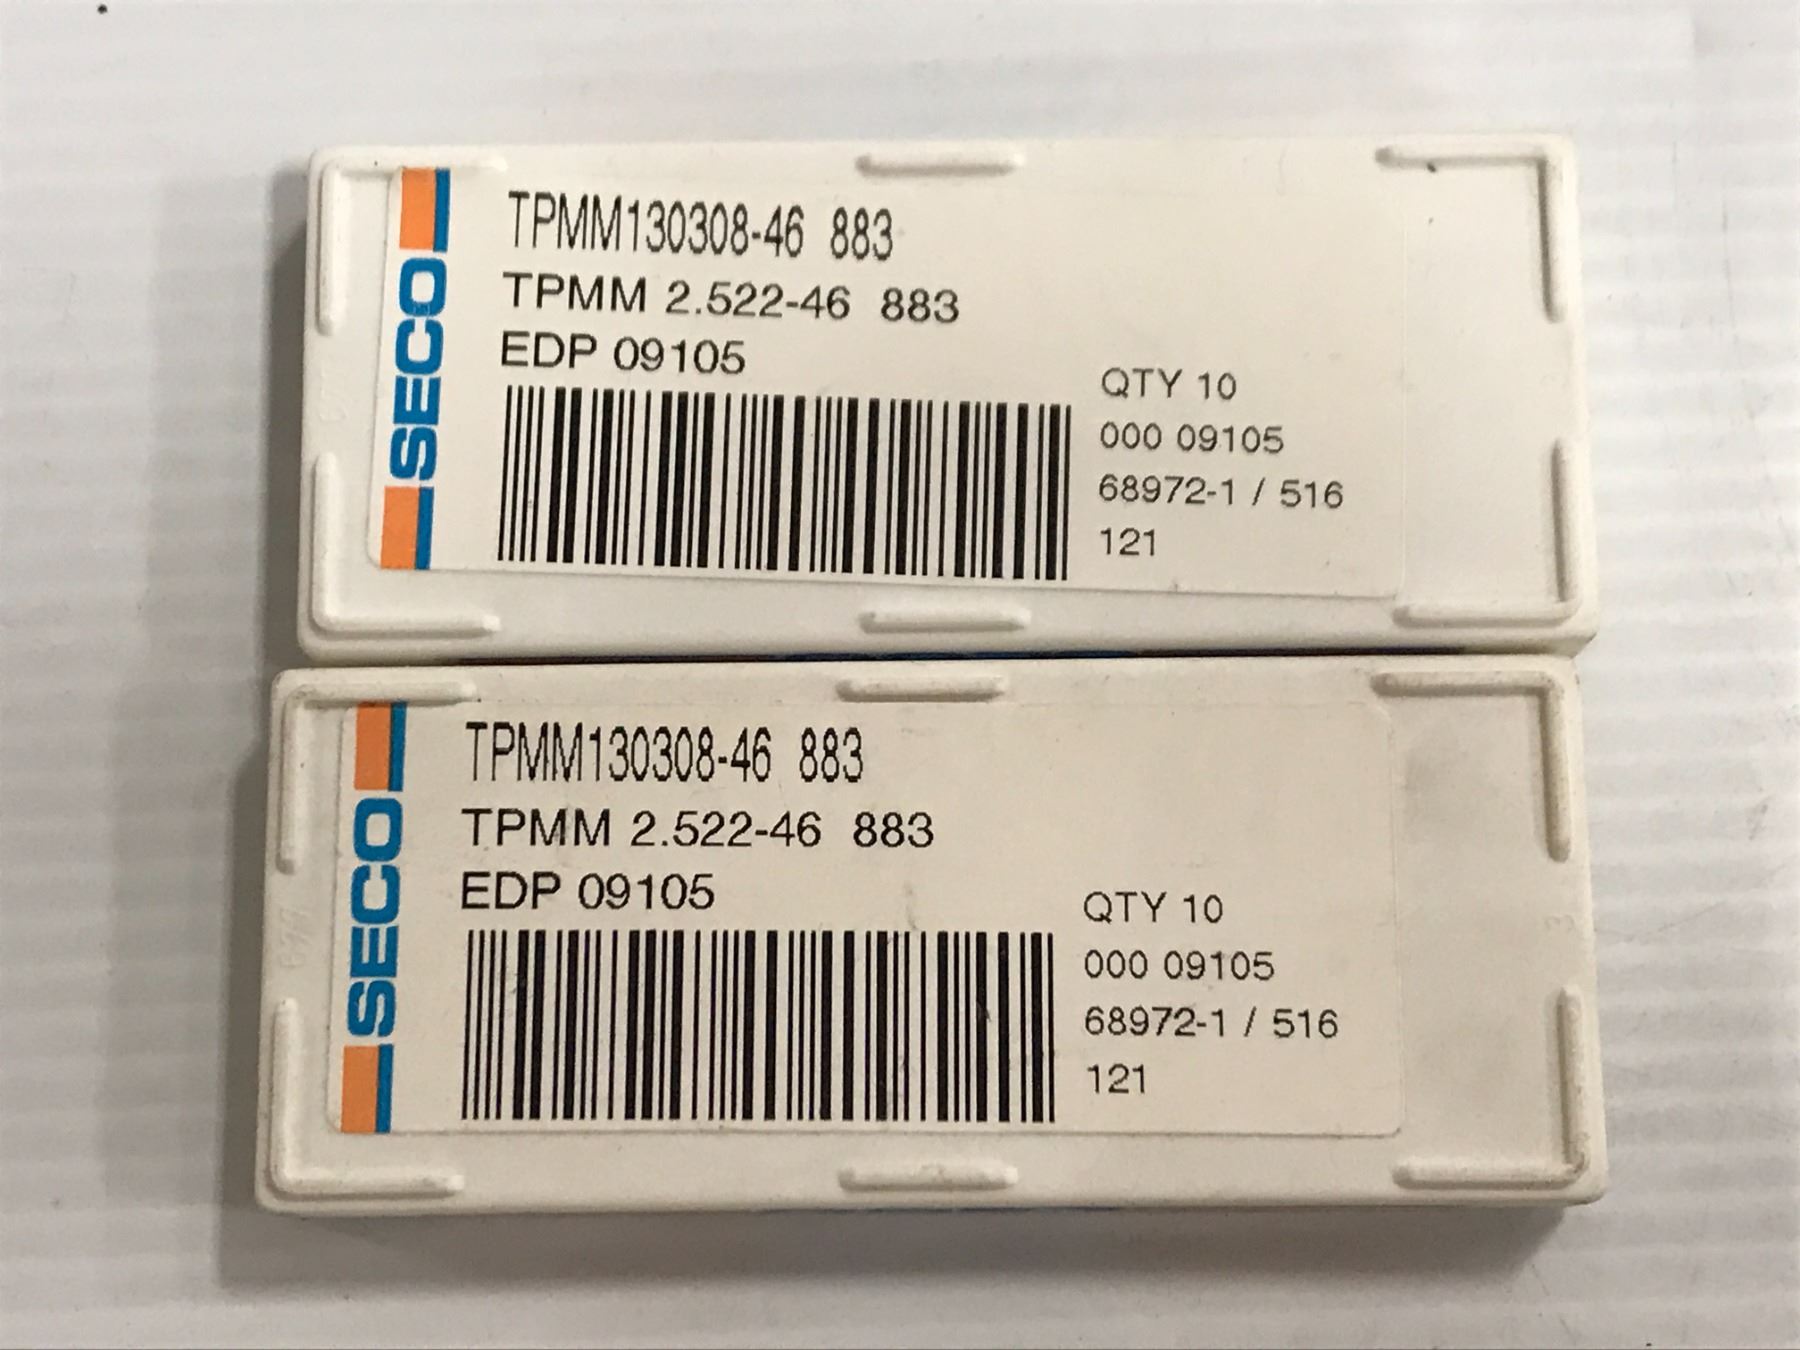 SECO
TPMM130308-46 883
TPMM 2.522-46 883
EDP 09105
QTY 10
000 09105
68972-1 / 516
121
SECO
TPMM130308-46 883
TPMM 2.522-46 883
EDP 09105
QTY 10
000 09105
68972-1 / 516
121